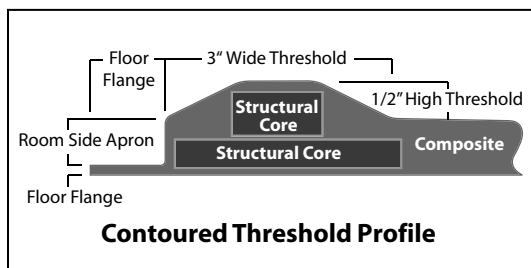 Floor
Flange
3" Wide Threshold
1/2" High Threshold
Structural
Core
Room Side Apron
Structural Core
Composite
Floor Flange
Contoured Threshold Profile